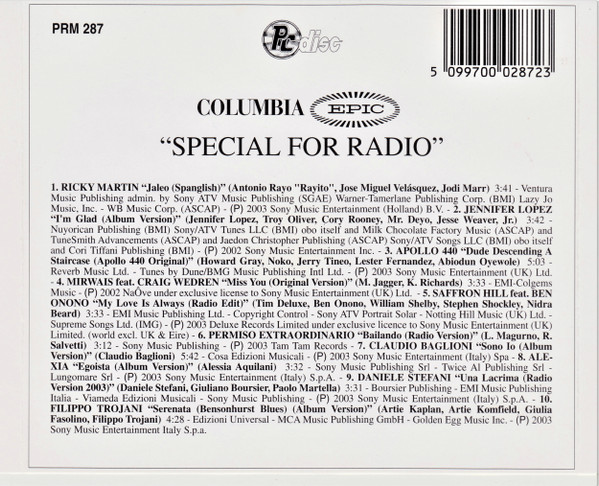 PRM 287
disc
5 099700 028723
COLUMBIA EPIC
“SPECIAL FOR RADIO”
1. RICKY MARTIN “Jaleo (Spanglish)” (Antonio Rayo "Rayito", Jose Miguel Velásquez, Jodi Marr) 3:41 - Ventura
Music Publishing admin. by Sony ATV Music Publishing (SGAE) Warner-Tamerlane Publishing Corp. (BMI) Lazy Jo
Music, Inc. - WB Music Corp. (ASCAP) - (P) 2003 Sony Music Entertainment (Holland) B.V. - 2. JENNIFER LOPEZ
“I'm Glad (Album Version)” (Jennifer Lopez, Troy Oliver, Cory Rooney, Mr. Deyo, Jesse Weaver, Jr.) 3:42 -
Nuyorican Publishing (BMI) Sony/ATV Tunes LLC (BMI) obo itself and Milk Chocolate Factory Music (ASCAP) and
TuneSmith Advancements (ASCAP) and Jaedon Christopher Publishing (ASCAP) Sony/ATV Songs LLC (BMI) obo itself
and Cori Tiffani Publishing (BMI) - (P) 2002 Sony Music Entertainment Inc. - 3. APOLLO 440 “Dude Descending A
Staircase (Apollo 440 Original)” (Howard Gray, Noko, Jerry Tineo, Lester Fernandez, Abiodun Oyewole) 5:03 -
Reverb Music Ltd. - Tunes by Dune/BMG Music Publishing Intl Ltd. - (P) 2003 Sony Music Entertainment (UK) Ltd.
- 4. MIRWAIS feat. CRAIG WEDREN “Miss You (Original Version)” (M. Jagger, K. Richards) 3:33 - EMI-Colgems
Music - (P) 2002 NaÔve under exclusive license to Sony Music Entertainment (UK) Ltd. - 5. SAFFRON HILL feat. BEN
ONONO “My Love Is Always (Radio Edit)” (Tim Deluxe, Ben Onono, William Shelby, Stephen Shockley, Nidra
Beard) 3:33 - EMI Music Publishing Ltd. - Copyright Control - Sony ATV Portrait Solar - Notting Hill Music (UK) Ltd. -
Supreme Songs Ltd. (IMG) - (P) 2003 Deluxe Records Limited under exclusive licence to Sony Music Entertainment (UK)
Limited. (world excl. UK & Eire) - 6. PERMISO EXTRAORDINARIO “Bailando (Radio Version)” (L. Magurno, R.
Salvetti) 3:12 - Sony Music Publishing - (P) 2003 Tam Tam Records - 7. CLAUDIO BAGLIONI “Sono Io (Album
Version)” (Claudio Baglioni) 5:42 - Cosa Edizioni Musicali - (P) 2003 Sony Music Entertainment (Italy) Spa - 8. ALE-
XIA “Egoista (Album Version)” (Alessia Aquilani) 3:32 - Sony Music Publishing Srl - Twice Al Publishing Srl -
Lungomare Srl - (P) 2003 Sony Music Entertainment (Italy) S.p.A. - 9. DANIELE STEFANI “Una Lacrima (Radio
Version 2003)” (Daniele Stefani, Giuliano Boursier, Paolo Martella) 3:31 - Boursier Publishing - EMI Music Publishing
Italia - Viameda Edizioni Musicali - Sony Music Publishing - (P) 2003 Sony Music Entertainment (Italy) S.p.A. - 10.
FILIPPO TROJANI “Serenata (Bensonhurst Blues) (Album Version)” (Artie Kaplan, Artie Komfield, Giulia
Fasolino, Filippo Trojani) 4:28 - Edizioni Universal - MCA Music Publishing GmbH - Golden Egg Music Inc. - (P) 2003
Sony Music Entertainment Italy S.p.a.